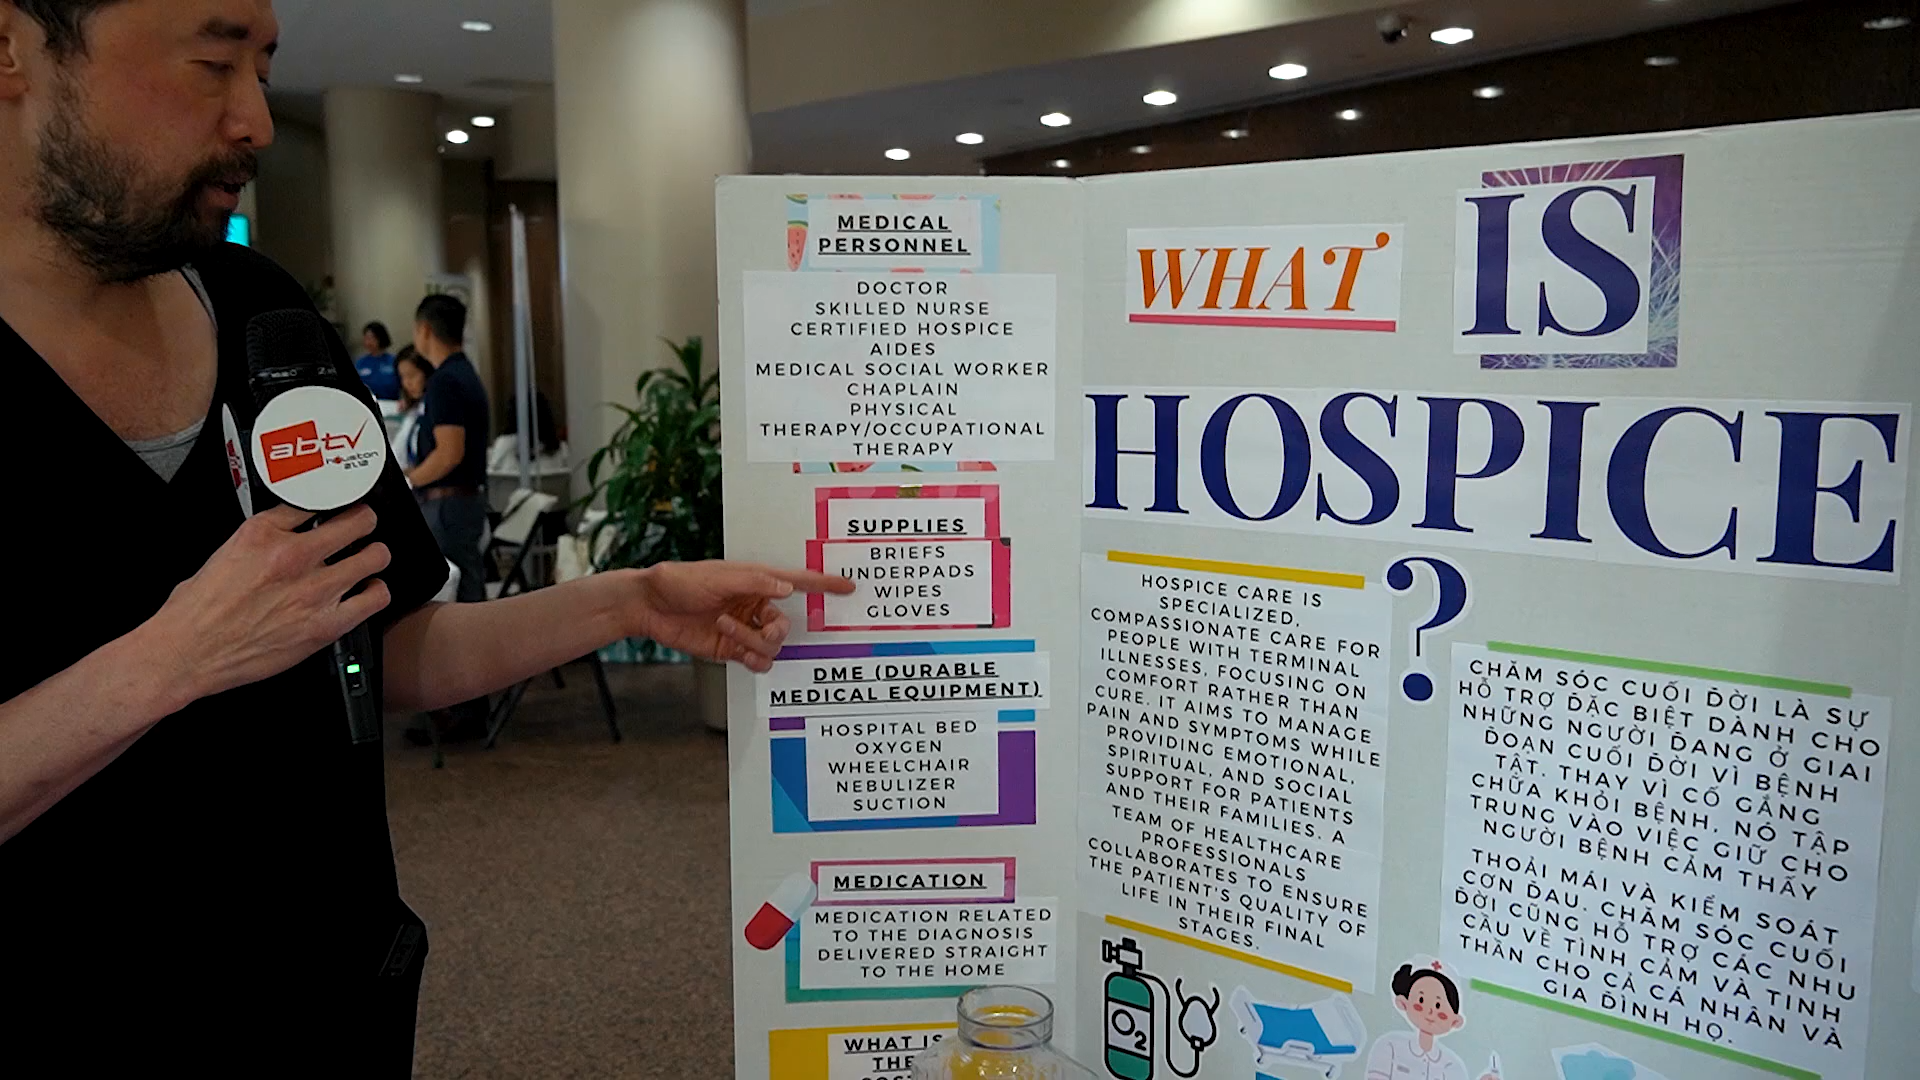 MEDICAL
PERSONNEL
DOCTOR
SKILLED NURSE
CERTIFIED HOSPICE
AIDES
MEDICAL SOCIAL WORKER
CHAPLAIN
PHYSICAL
THERAPY/OCCUPATIONAL
THERAPY
SUPPLIES
BRIEFS
UNDERPADS
WIPES
GLOVES
DME (DURABLE
MEDICAL EQUIPMENT)
HOSPITAL BED
OXYGEN
WHEELCHAIR
NEBULIZER
SUCTION
MEDICATION
MEDICATION RELATED
TO THE DIAGNOSIS
DELIVERED STRAIGHT
TO THE HOME
WHAT IS
THE
WHAT IS
HOSPICE
?
HOSPICE CARE IS
SPECIALIZED,
COMPASSIONATE CARE FOR
PEOPLE WITH TERMINAL
ILLNESSES, FOCUSING ON
COMFORT RATHER THAN
CURE. IT AIMS TO MANAGE
PAIN AND SYMPTOMS WHILE
PROVIDING EMOTIONAL,
SPIRITUAL, AND SOCIAL
SUPPORT FOR PATIENTS
AND THEIR FAMILIES. A
TEAM OF HEALTHCARE
PROFESSIONALS
COLLABORATES TO ENSURE
THE PATIENT'S QUALITY OF
LIFE IN THEIR FINAL
STAGES.
CHĂM SÓC CUỐI ĐỜI LÀ SỰ
HỖ TRỢ ĐẶC BIỆT DÀNH CHO
NHỮNG NGƯỜI ĐANG Ở GIAI
ĐOẠN CUỐI ĐỜI VÌ BỆNH
TẬT. THAY VÌ CỐ GẮNG
CHỮA KHỎI BỆNH, NÓ TẬP
TRUNG VÀO VIỆC GIỮ CHO
NGƯỜI BỆNH CẢM THẤY
THOẢI MÁI VÀ KIỂM SOÁT
CƠN ĐAU. CHĂM SÓC CUỐI
ĐỜI CŨNG HỖ TRỢ CÁC NHU
CẦU VỀ TÌNH CẢM VÀ TINH
THẦN CHO CẢ CÁ NHÂN VÀ
GIA ĐÌNH HỌ.
O2
abtv
houston
21.12